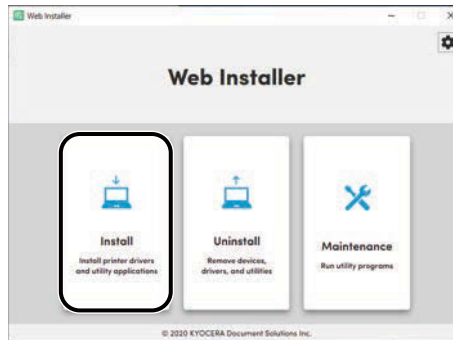 Web Installer
Web Installer
Install
Install printer drivers
and utility applications
Uninstall
Remove devices,
drivers, and utilities
Maintenance
Run utility programs
© 2020 KYOCERA Document Solutions Inc.